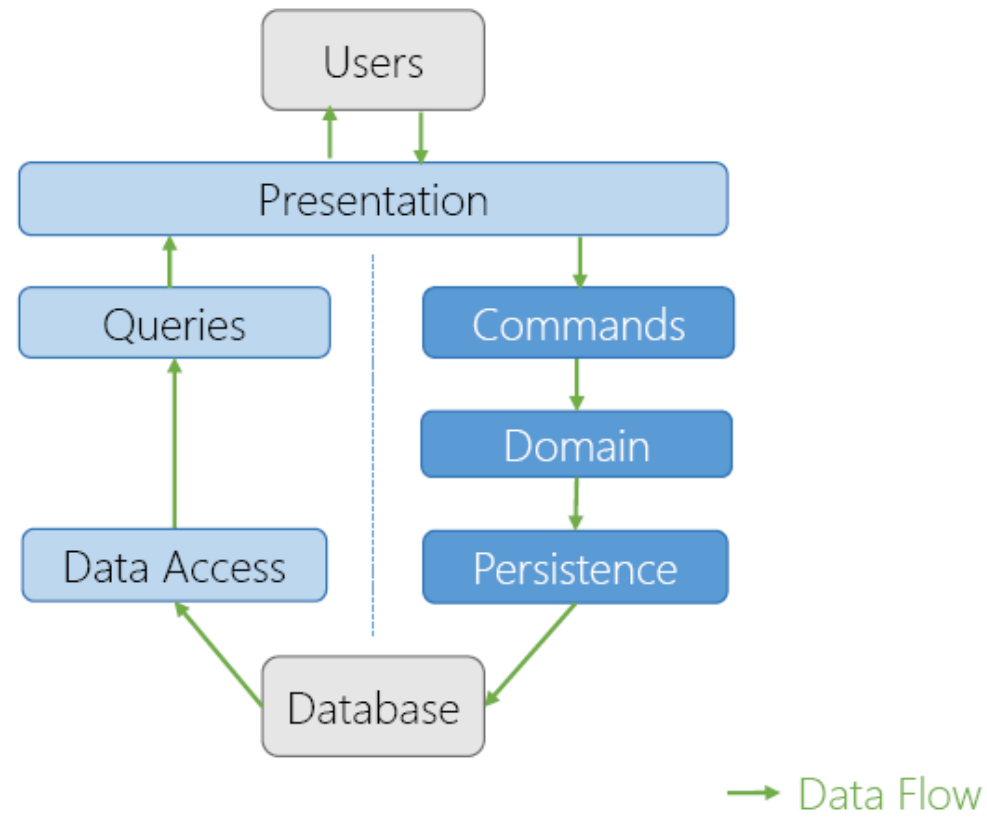 Users
Presentation
Queries
Commands
Domain
Data Access
Persistence
Database
Data Flow